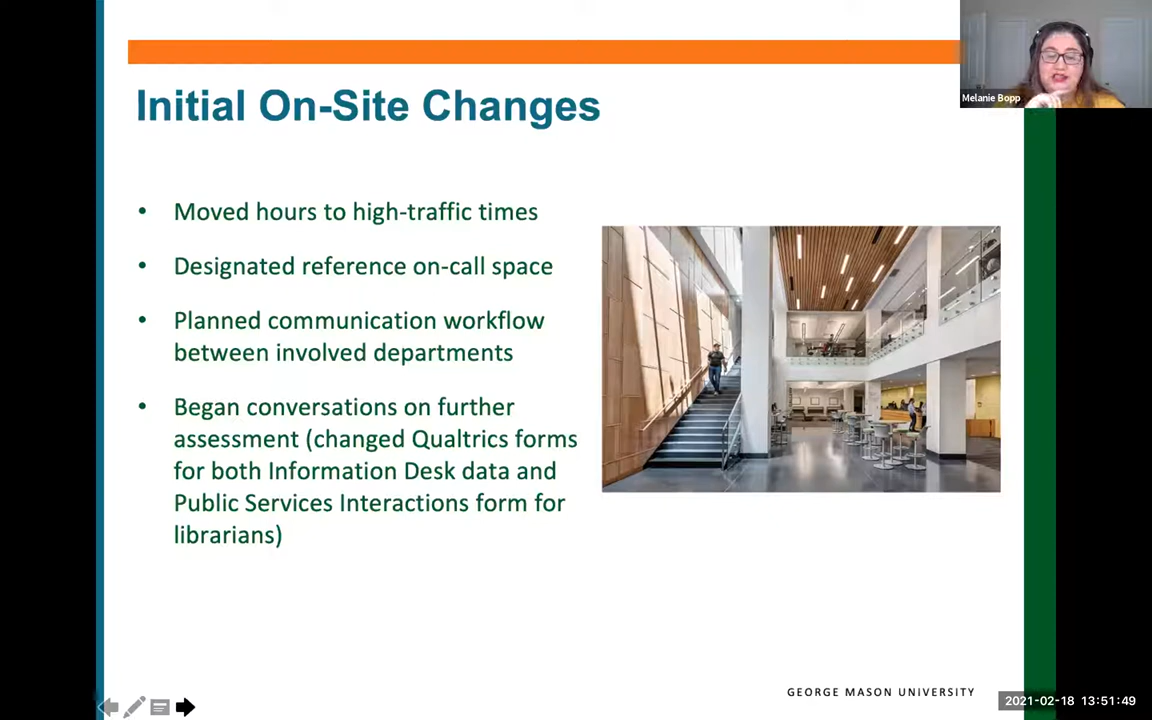 Melanie Bopp
Initial On-Site Changes
• Moved hours to high-traffic times
• Designated reference on-call space
• Planned communication workflow
between involved departments
• Began conversations on further
assessment (changed Qualtrics forms
for both Information Desk data and
Public Services Interactions form for
librarians)
GEORGE MASON UNIVERSITY
2021-02-18 13:51:49